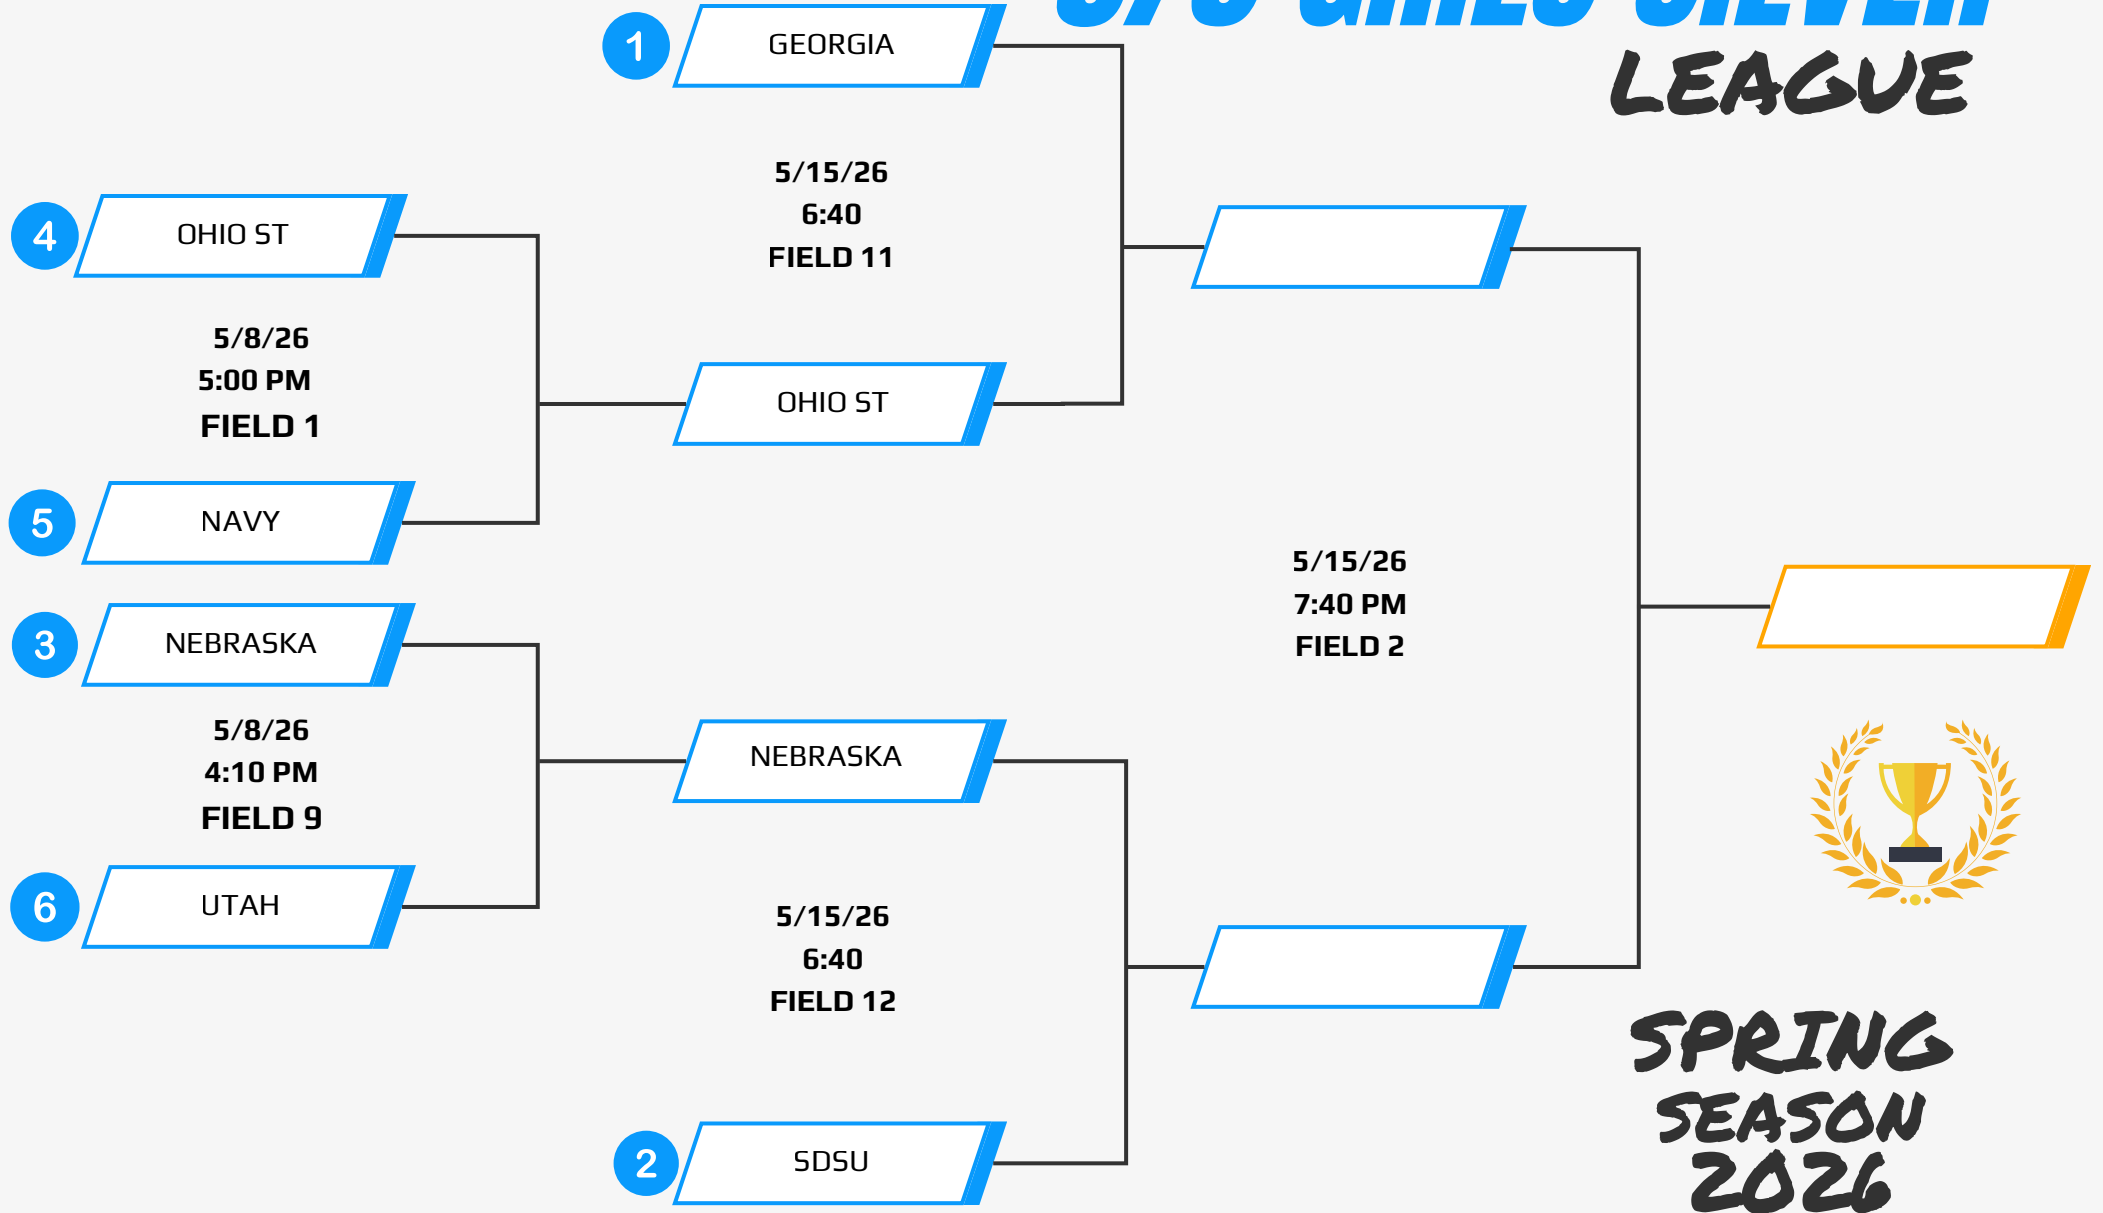 GIRLS SILVER
LEAGUE
1
GEORGIA
5/15/26
6:40
FIELD 11
4
OHIO ST
5/8/26
5:00 PM
FIELD 1
OHIO ST
5
NAVY
5/15/26
7:40 PM
FIELD 2
3
NEBRASKA
5/8/26
4:10 PM
FIELD 9
NEBRASKA
6
UTAH
5/15/26
6:40
FIELD 12
2
SDSU
SPRING
SEASON
2026